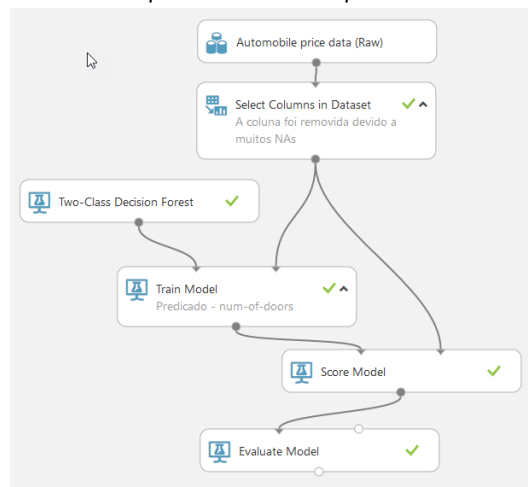 Automobile price data (Raw)
Select Columns in Dataset
A coluna foi removida devido a
muitos NAs
Two-Class Decision Forest
Train Model
Predicado - num-of-doors
Score Model
Evaluate Model